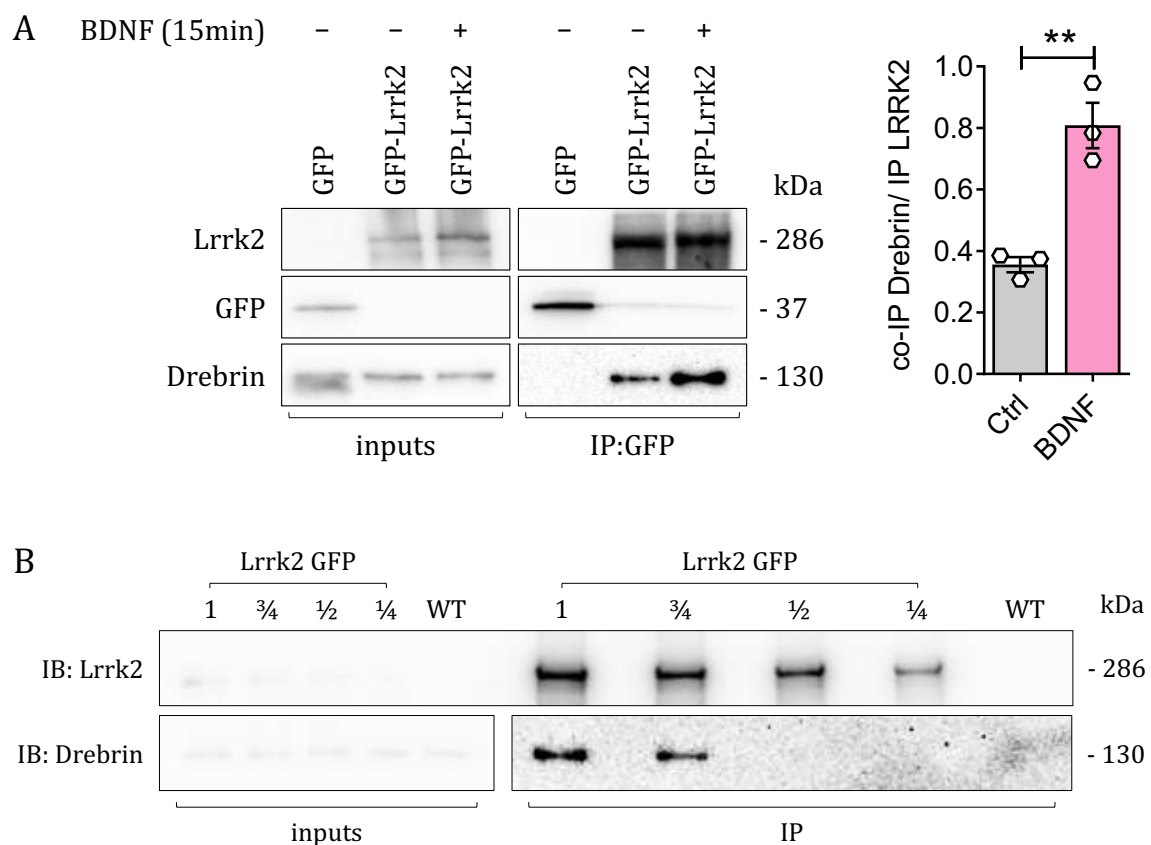 A
BDNF (15min) – – + – – +
GFP GFP-Lrrk2 GFP-Lrrk2 GFP GFP-Lrrk2 GFP-Lrrk2
kDa
Lrrk2 - 286
GFP - 37
Drebrin - 130
inputs IP:GFP
**
1.0
0.8
0.6
0.4
0.2
0.0
co-IP Drebrin/ IP LRRK2
Ctrl BDNF
B
Lrrk2 GFP Lrrk2 GFP
1 ¾ ½ ¼ WT 1 ¾ ½ ¼ WT kDa
IB: Lrrk2 - 286
IB: Drebrin - 130
inputs IP